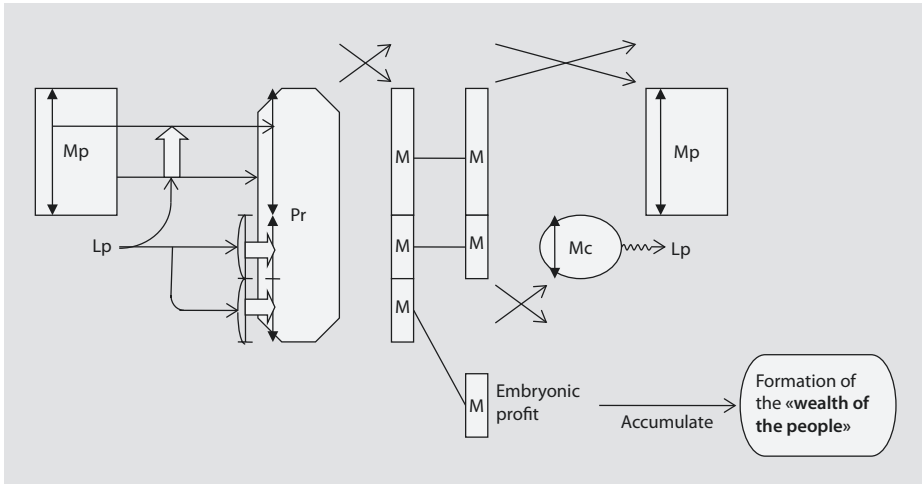 Mp
Lp
Pr
M
M
M
M
M
Mc
Mp
Lp
M
Embryonic
profit
Accumulate
Formation of
the «wealth of
the people»